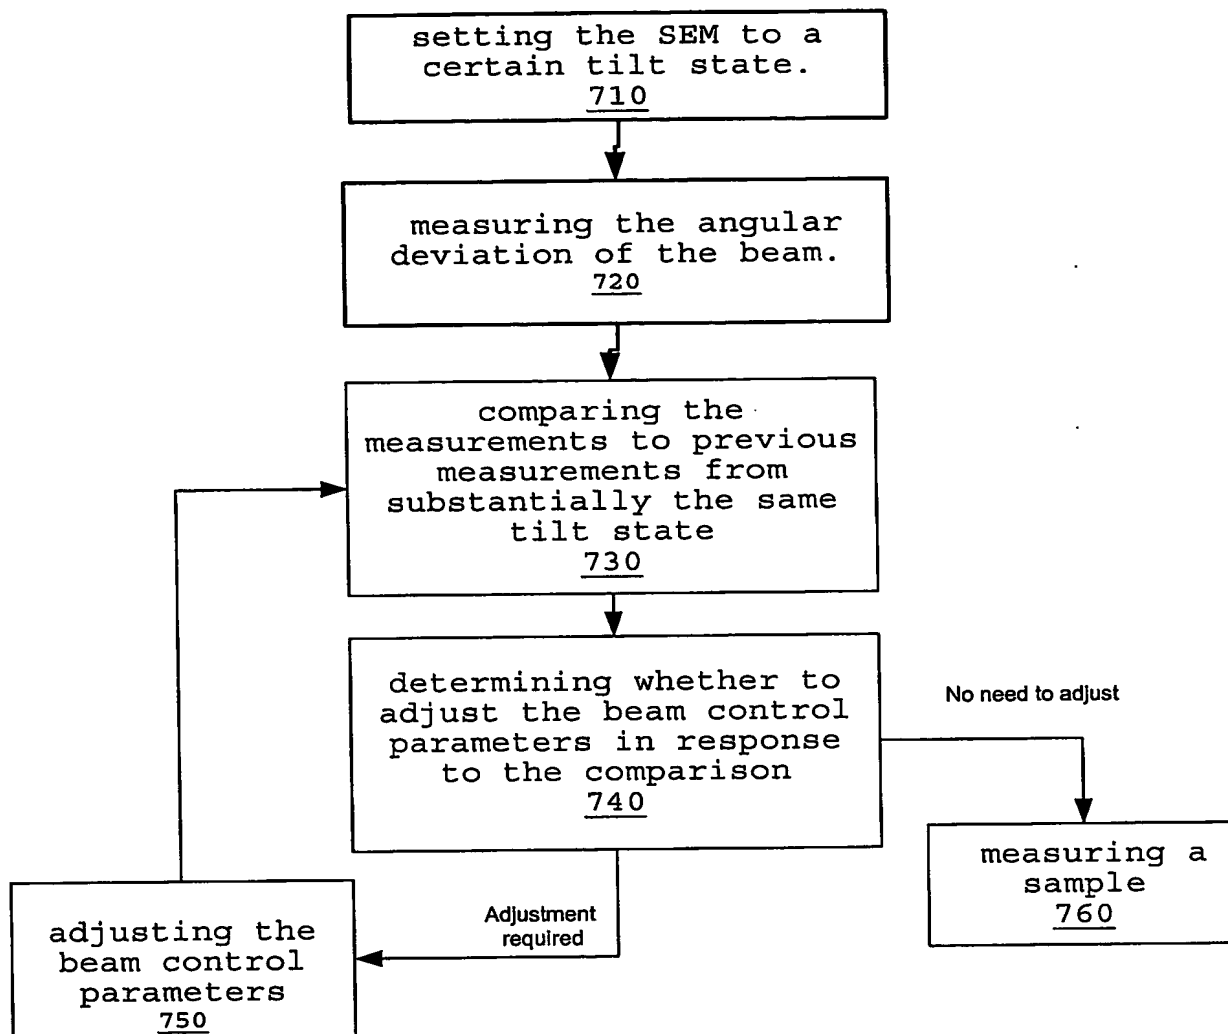 setting the SEM to a
certain tilt state.
710
measuring the angular
deviation of the beam.
720
comparing the
measurements to previous
measurements from
substantially the same
tilt state
730
determining whether to
adjust the beam control
parameters in response
to the comparison
740
No need to adjust
measuring a
sample
760
Adjustment
required
adjusting the
beam control
parameters
750